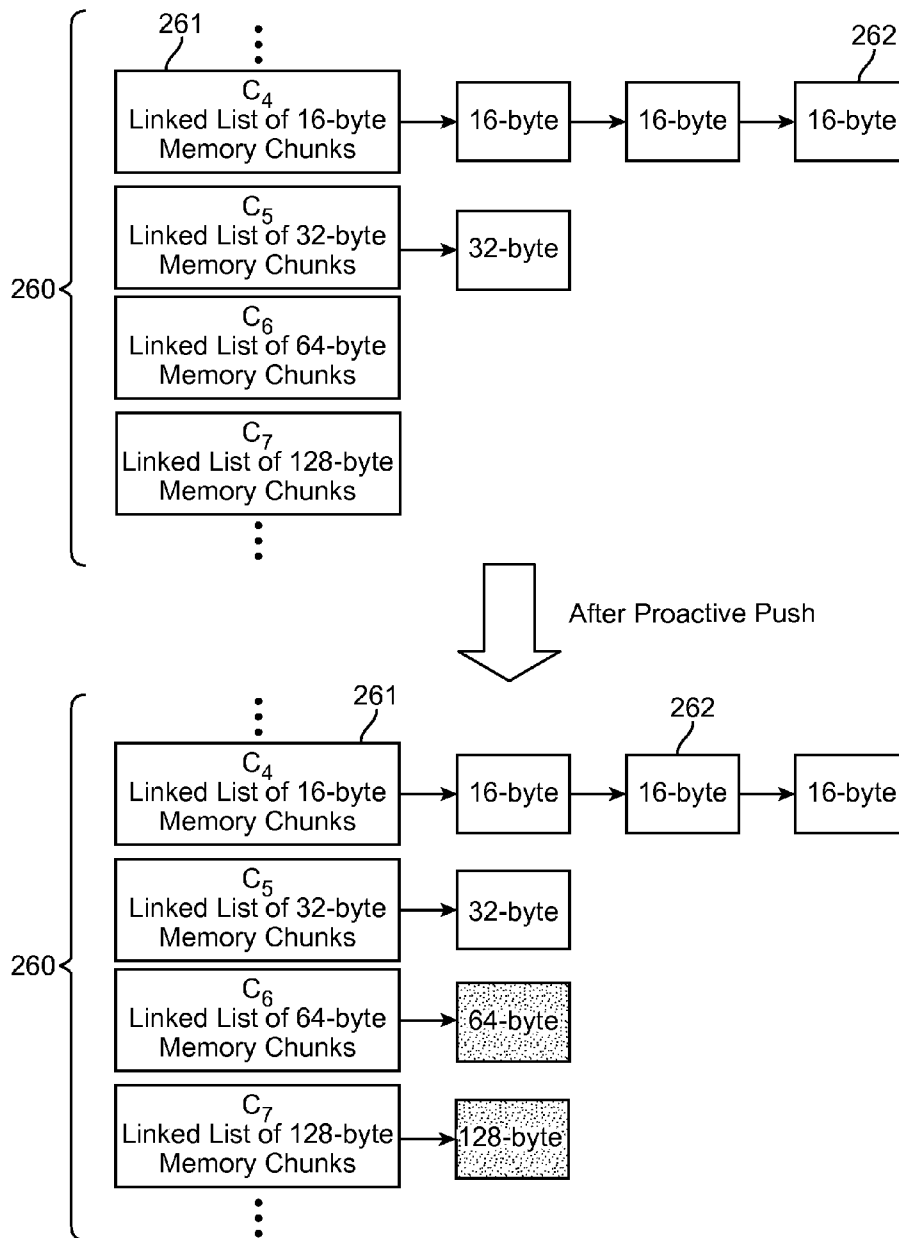 261
262
C4
Linked List of 16-byte
Memory Chunks
16-byte
16-byte
16-byte
C5
Linked List of 32-byte
Memory Chunks
32-byte
260
C6
Linked List of 64-byte
Memory Chunks
C7
Linked List of 128-byte
Memory Chunks
After Proactive Push
261
262
C4
Linked List of 16-byte
Memory Chunks
16-byte
16-byte
16-byte
C5
Linked List of 32-byte
Memory Chunks
32-byte
260
C6
Linked List of 64-byte
Memory Chunks
64-byte
C7
Linked List of 128-byte
Memory Chunks
128-byte